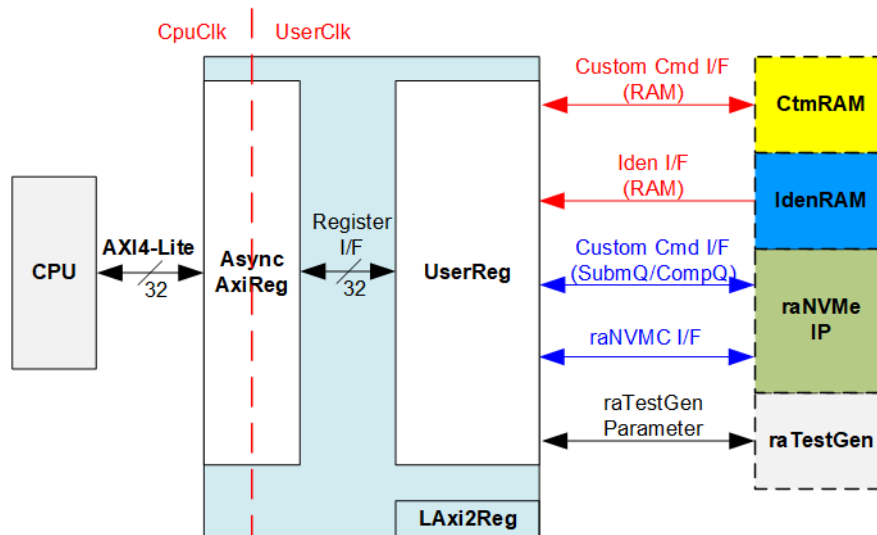 CpuClk UserClk
Custom Cmd I/F
(RAM)
CtmRAM
Iden I/F
(RAM)
IdenRAM
AXI4-Lite
32
CPU
Async
AxiReg
Register
I/F
32
UserReg
Custom Cmd I/F
(SubmQ/CompQ)
raNVMe
IP
raNVMC I/F
raTestGen
Parameter
raTestGen
LAxi2Reg